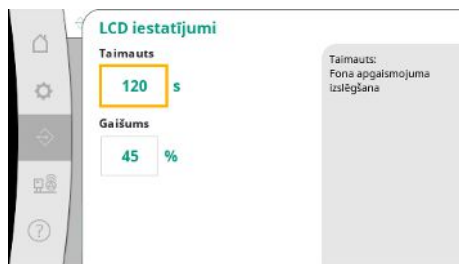 LCD iestatījumi
Taimauts
120 s
Gaišums
45 %
Taimauts:
Fona apgaismojuma
izslēgšana
?